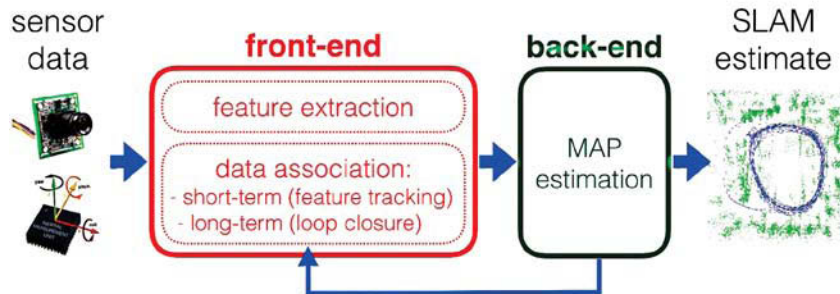 sensor
data
front-end
feature extraction
data association:
- short-term (feature tracking)
- long-term (loop closure)
back-end
MAP
estimation
SLAM
estimate